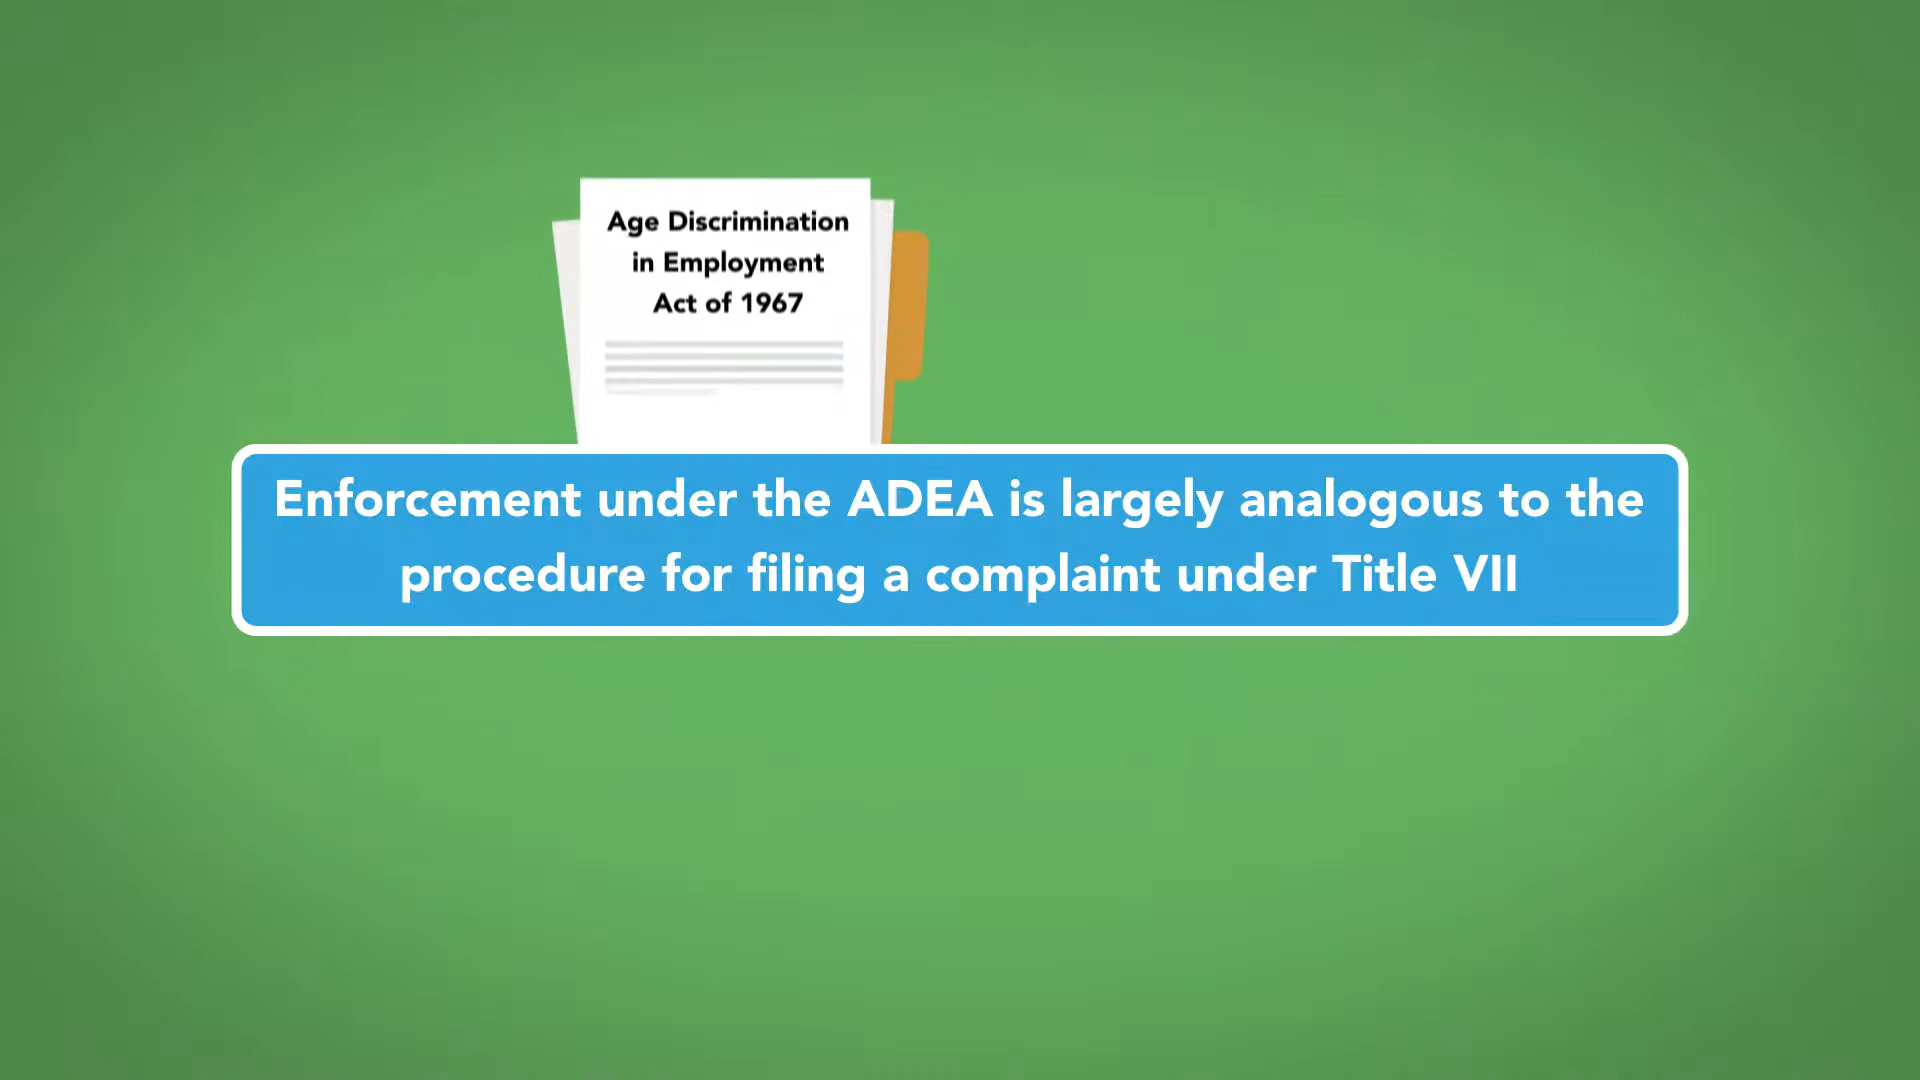 Age Discrimination
in Employment
Act of 1967
Enforcement under the ADEA is largely analogous to the
procedure for filing a complaint under Title VII